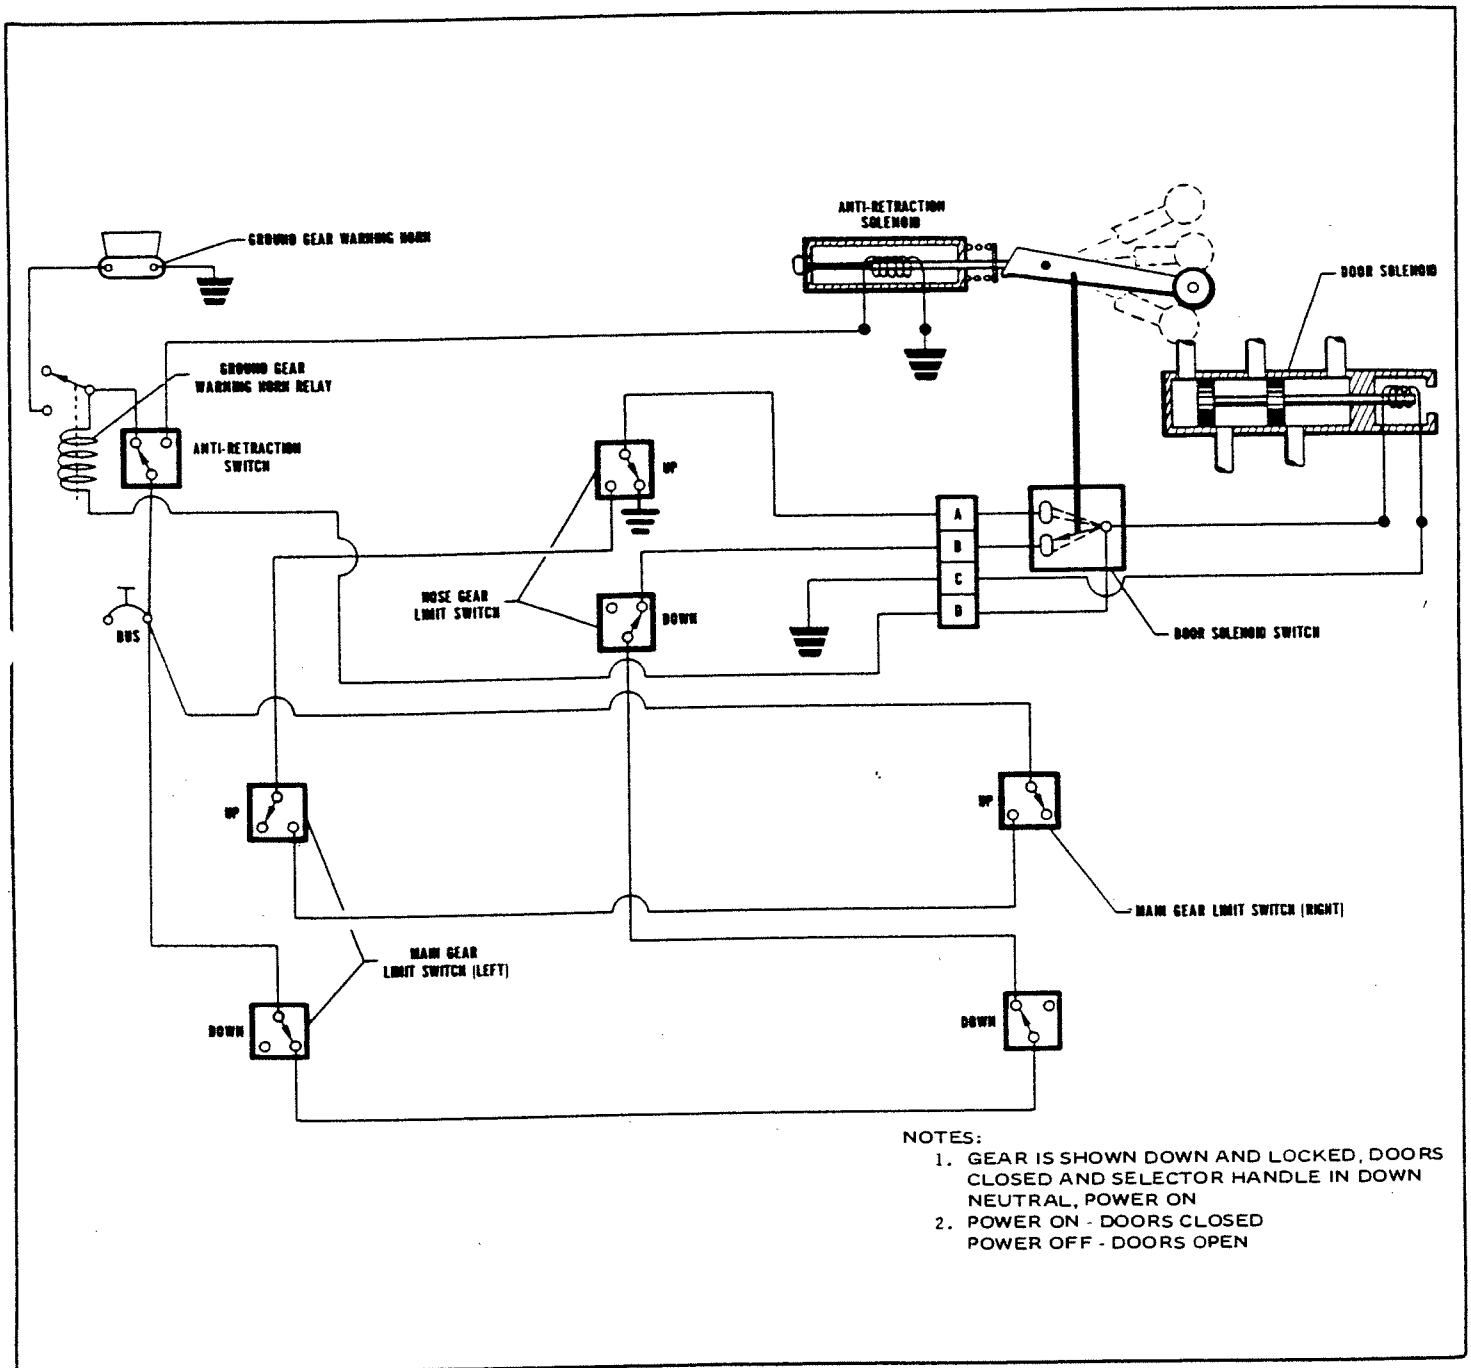 ANTI-RETRACTION
SOLENOID
GROUND GEAR WARNING HORN
DOOR SOLENOID
GROUND GEAR
WARNING HORN RELAY
ANTI-RETRACTION
SWITCH
UP
A
B
C
D
NOSE GEAR
LIMIT SWITCH
DOWN
BUS
DOOR SOLENOID SWITCH
UP
UP
MAIN GEAR LIMIT SWITCH (RIGHT)
MAIN GEAR
LIMIT SWITCH (LEFT)
DOWN
DOWN
NOTES:
1. GEAR IS SHOWN DOWN AND LOCKED, DOORS
CLOSED AND SELECTOR HANDLE IN DOWN
NEUTRAL, POWER ON
2. POWER ON - DOORS CLOSED
POWER OFF - DOORS OPEN